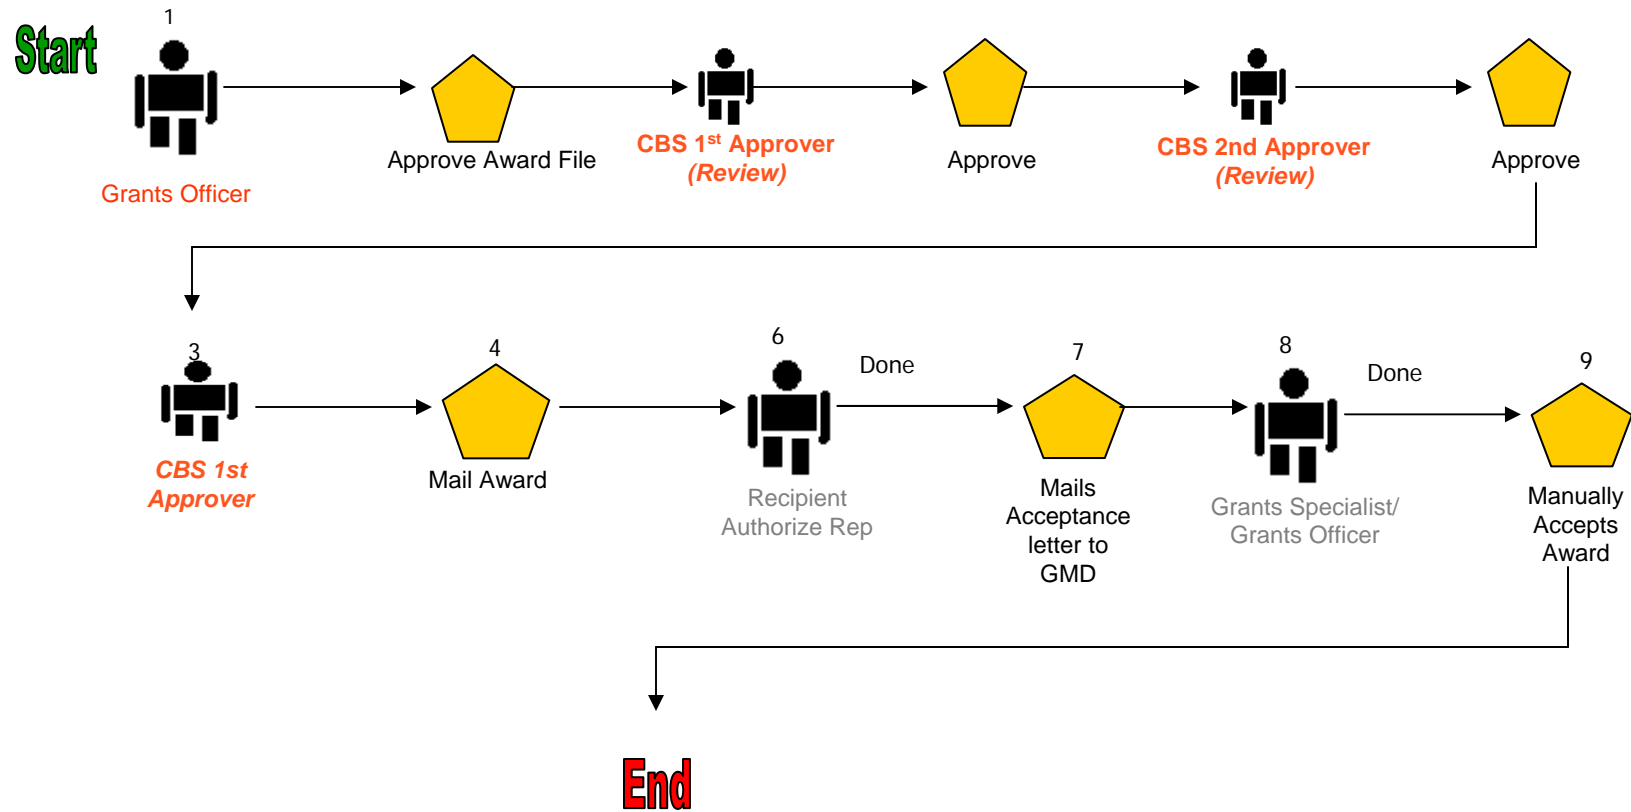 1
Start
Grants Officer
Approve Award File
CBS 1st Approver
(Review)
Approve
CBS 2nd Approver
(Review)
Approve
3
CBS 1st
Approver
4
Mail Award
6
Recipient
Authorize Rep
Done
7
Mails
Acceptance
letter to
GMD
8
Grants Specialist/
Grants Officer
Done
9
Manually
Accepts
Award
End